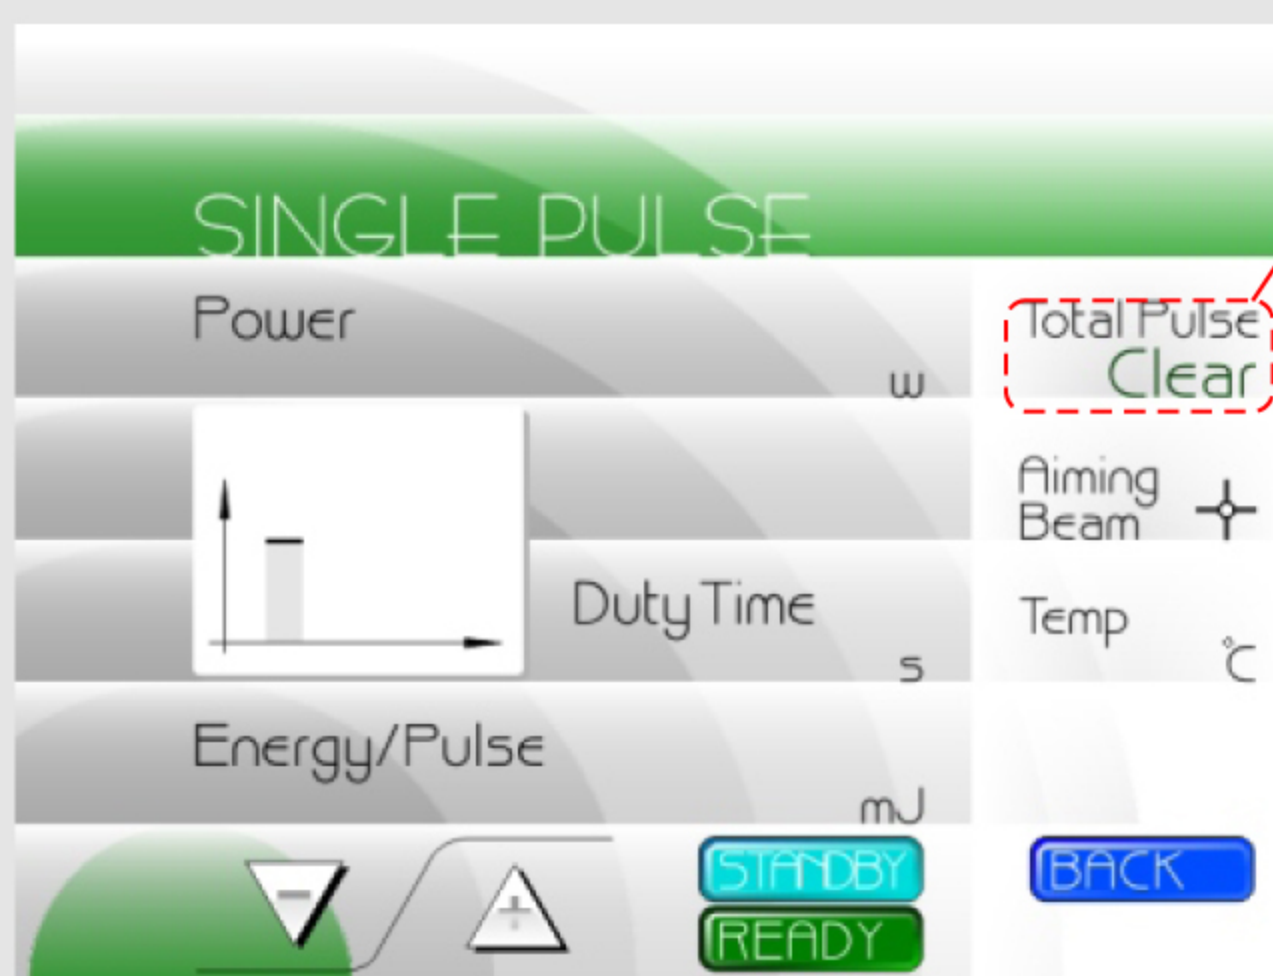 SINGLE PULSE
Power
W
Total Pulse
Clear
Aiming
Beam
Duty Time
s
Temp
°C
Energy/Pulse
mJ
−
+
STANDBY
READY
BACK